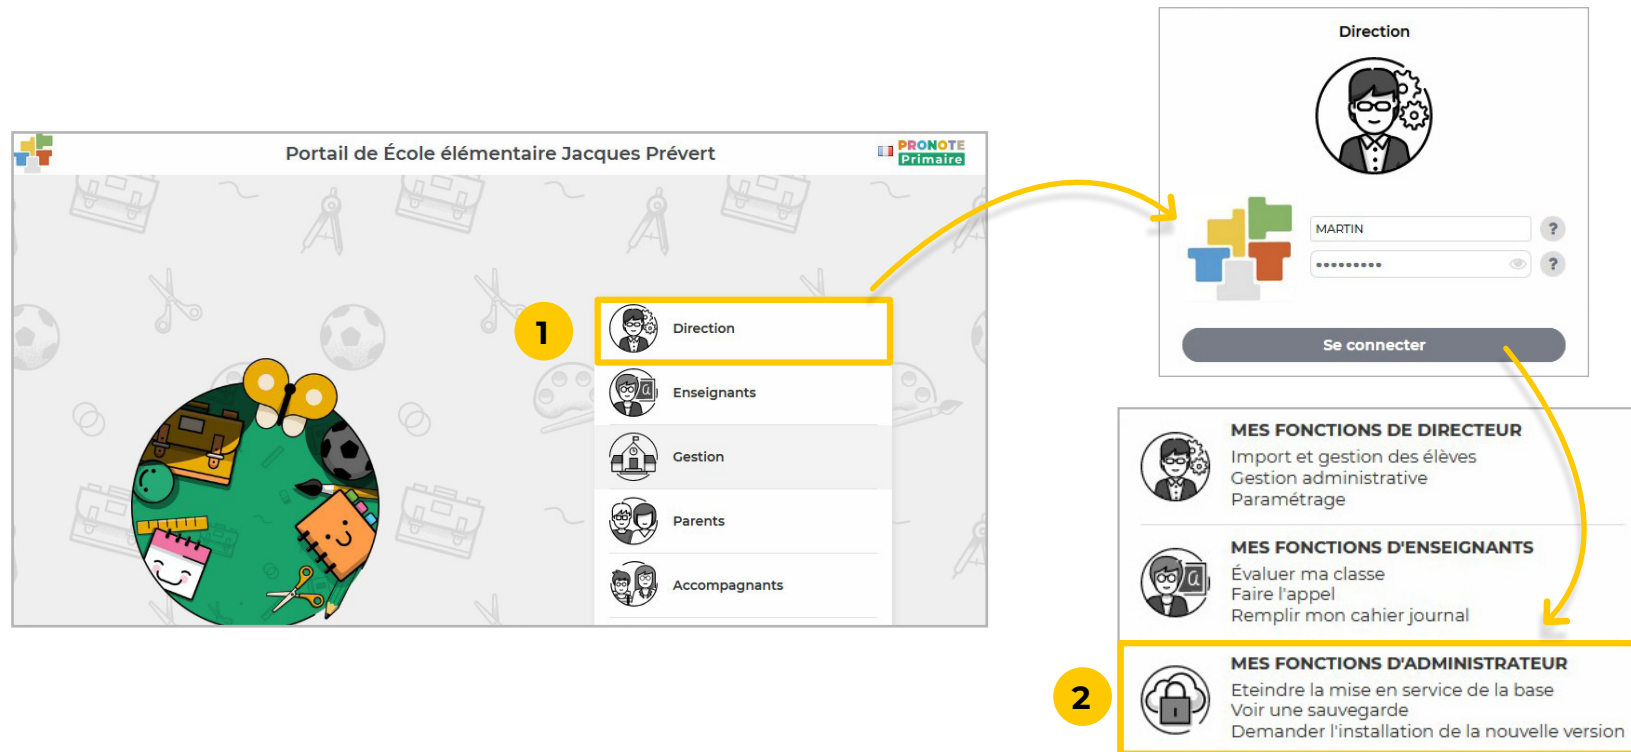 Portail de École élémentaire Jacques Prévert
PRONOTE
Primaire
1
Direction
Enseignants
Gestion
Parents
Accompagnants
Direction
MARTIN
?
•••••••••
?
Se connecter
MES FONCTIONS DE DIRECTEUR
Import et gestion des élèves
Gestion administrative
Paramétrage
MES FONCTIONS D'ENSEIGNANTS
Évaluer ma classe
Faire l'appel
Remplir mon cahier journal
2
MES FONCTIONS D'ADMINISTRATEUR
Eteindre la mise en service de la base
Voir une sauvegarde
Demander l'installation de la nouvelle version